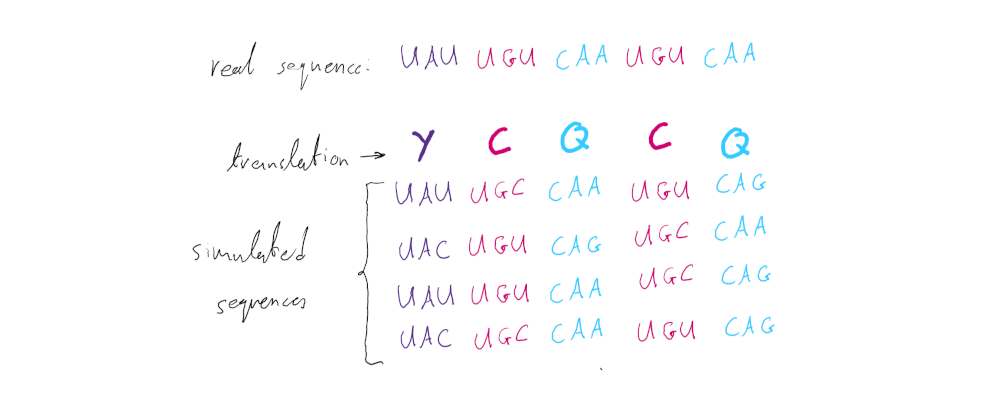 real sequence: UAU UGU CAA UGU CAA
translation → Y C Q C Q
UAU UGC CAA UGU CAG
UAC UGU CAG UGC CAA
simulated
UAU UGU CAA UGC CAG
sequences
UAC UGC CAA UGU CAG